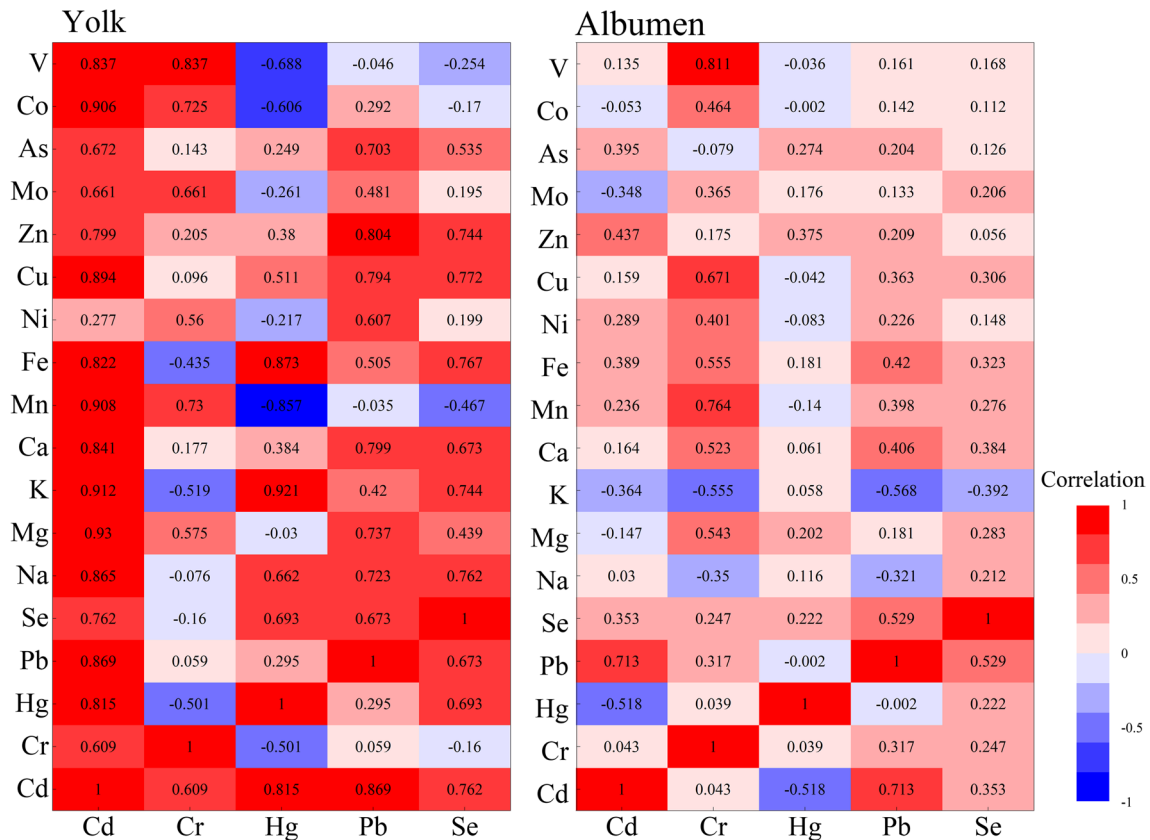 Yolk Albumen
V 0.837 0.837 -0.688 -0.046 -0.254 V 0.135 0.811 -0.036 0.161 0.168
Co 0.906 0.725 -0.606 0.292 -0.17 Co -0.053 0.464 -0.002 0.142 0.112
As 0.672 0.143 0.249 0.703 0.535 As 0.395 -0.079 0.274 0.204 0.126
Mo 0.661 0.661 -0.261 0.481 0.195 Mo -0.348 0.365 0.176 0.133 0.206
Zn 0.799 0.205 0.38 0.804 0.744 Zn 0.437 0.175 0.375 0.209 0.056
Cu 0.894 0.096 0.511 0.794 0.772 Cu 0.159 0.671 -0.042 0.363 0.306
Ni 0.277 0.56 -0.217 0.607 0.199 Ni 0.289 0.401 -0.083 0.226 0.148
Fe 0.822 -0.435 0.873 0.505 0.767 Fe 0.389 0.555 0.181 0.42 0.323
Mn 0.908 0.73 -0.857 -0.035 -0.467 Mn 0.236 0.764 -0.14 0.398 0.276
Ca 0.841 0.177 0.384 0.799 0.673 Ca 0.164 0.523 0.061 0.406 0.384
K 0.912 -0.519 0.921 0.42 0.744 K -0.364 -0.555 0.058 -0.568 -0.392
Mg 0.93 0.575 -0.03 0.737 0.439 Mg -0.147 0.543 0.202 0.181 0.283
Na 0.865 -0.076 0.662 0.723 0.762 Na 0.03 -0.35 0.116 -0.321 0.212
Se 0.762 -0.16 0.693 0.673 1 Se 0.353 0.247 0.222 0.529 1
Pb 0.869 0.059 0.295 1 0.673 Pb 0.713 0.317 -0.002 1 0.529
Hg 0.815 -0.501 1 0.295 0.693 Hg -0.518 0.039 1 -0.002 0.222
Cr 0.609 1 -0.501 0.059 -0.16 Cr 0.043 1 0.039 0.317 0.247
Cd 1 0.609 0.815 0.869 0.762 Cd 1 0.043 -0.518 0.713 0.353
Cd Cr Hg Pb Se Cd Cr Hg Pb Se
Correlation
1
0.5
0
-0.5
-1